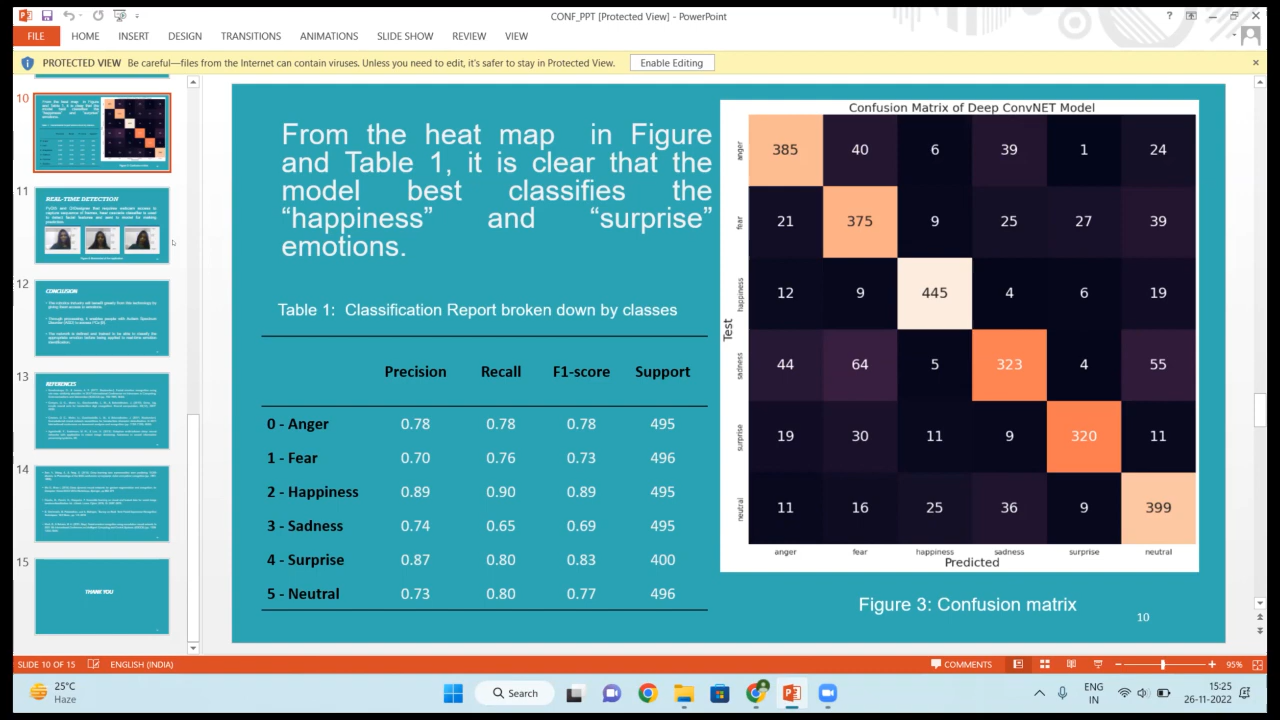 CONF_PPT [Protected View] - PowerPoint
FILE HOME INSERT DESIGN TRANSITIONS ANIMATIONS SLIDE SHOW REVIEW VIEW
PROTECTED VIEW Be careful—files from the Internet can contain viruses. Unless you need to edit, it's safer to stay in Protected View. Enable Editing
10
11
REAL-TIME DETECTION
12
CONCLUSION
13
REFERENCES
14
15
THANK YOU
From the heat map in Figure
and Table 1, it is clear that the
model best classifies the
“happiness” and “surprise”
emotions.
Table 1: Classification Report broken down by classes
Precision Recall F1-score Support
0 - Anger 0.78 0.78 0.78 495
1 - Fear 0.70 0.76 0.73 496
2 - Happiness 0.89 0.90 0.89 495
3 - Sadness 0.74 0.65 0.69 495
4 - Surprise 0.87 0.80 0.83 400
5 - Neutral 0.73 0.80 0.77 496
Confusion Matrix of Deep ConvNET Model
anger 385 40 6 39 1 24
fear 21 375 9 25 27 39
happiness 12 9 445 4 6 19
Test
sadness 44 64 5 323 4 55
surprise 19 30 11 9 320 11
neutral 11 16 25 36 9 399
anger fear happiness sadness surprise neutral
Predicted
Figure 3: Confusion matrix
10
SLIDE 10 OF 15 ENGLISH (INDIA) COMMENTS 95%
25°C
Haze
Search
ENG
IN
15:25
26-11-2022